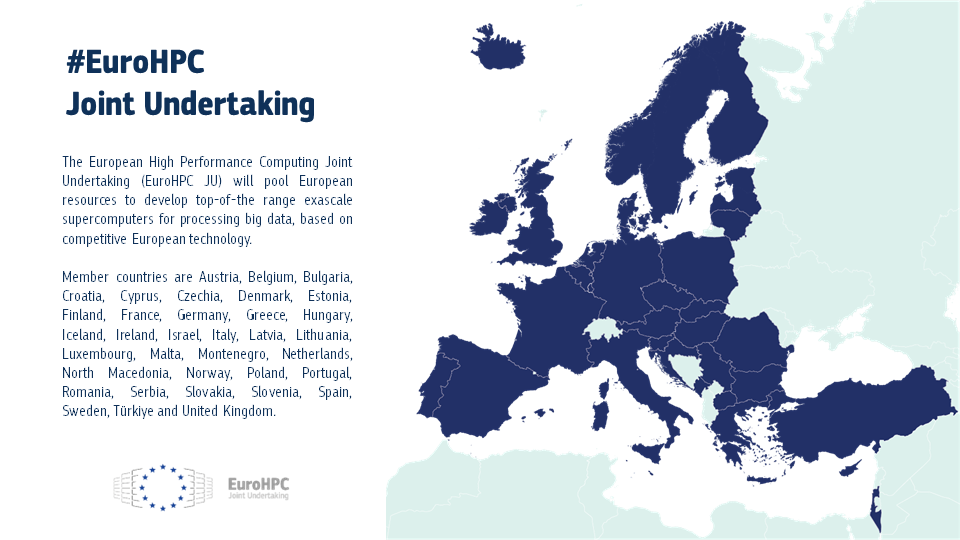 #EuroHPC
Joint Undertaking
The European High Performance Computing Joint
Undertaking (EuroHPC JU) will pool European
resources to develop top-of-the range exascale
supercomputers for processing big data, based on
competitive European technology.
Member countries are Austria, Belgium, Bulgaria,
Croatia, Cyprus, Czechia, Denmark, Estonia,
Finland, France, Germany, Greece, Hungary,
Iceland, Ireland, Israel, Italy, Latvia, Lithuania,
Luxembourg, Malta, Montenegro, Netherlands,
North Macedonia, Norway, Poland, Portugal,
Romania, Serbia, Slovakia, Slovenia, Spain,
Sweden, Türkiye and United Kingdom.
EuroHPC
Joint Undertaking